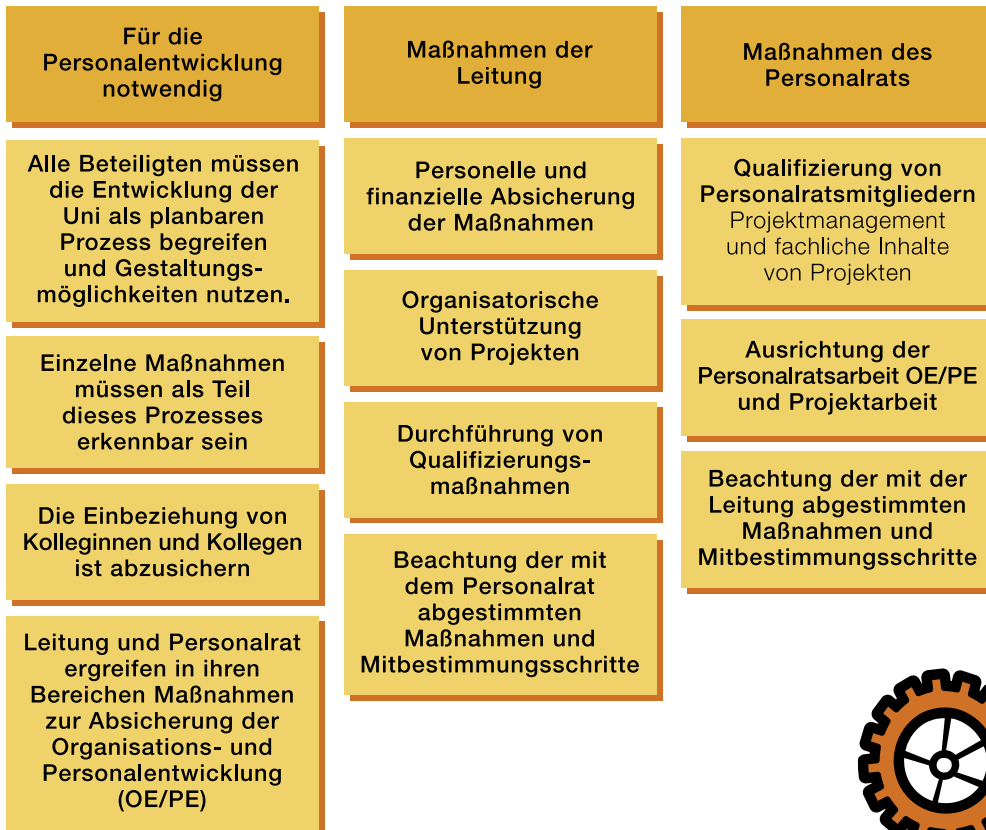 Für die
Personalentwicklung
notwendig
Alle Beteiligten müssen
die Entwicklung der
Uni als planbaren
Prozess begreifen
und Gestaltungs-
möglichkeiten nutzen.
Einzelne Maßnahmen
müssen als Teil
dieses Prozesses
erkennbar sein
Die Einbeziehung von
Kolleginnen und Kollegen
ist abzusichern
Leitung und Personalrat
ergreifen in ihren
Bereichen Maßnahmen
zur Absicherung der
Organisations- und
Personalentwicklung
(OE/PE)
Maßnahmen der
Leitung
Personelle und
finanzielle Absicherung
der Maßnahmen
Organisatorische
Unterstützung
von Projekten
Durchführung von
Qualifizierungs-
maßnahmen
Beachtung der mit
dem Personalrat
abgestimmten
Maßnahmen und
Mitbestimmungsschritte
Maßnahmen des
Personalrats
Qualifizierung von
Personalratsmitgliedern
Projektmanagement
und fachliche Inhalte
von Projekten
Ausrichtung der
Personalratsarbeit OE/PE
und Projektarbeit
Beachtung der mit der
Leitung abgestimmten
Maßnahmen und
Mitbestimmungsschritte